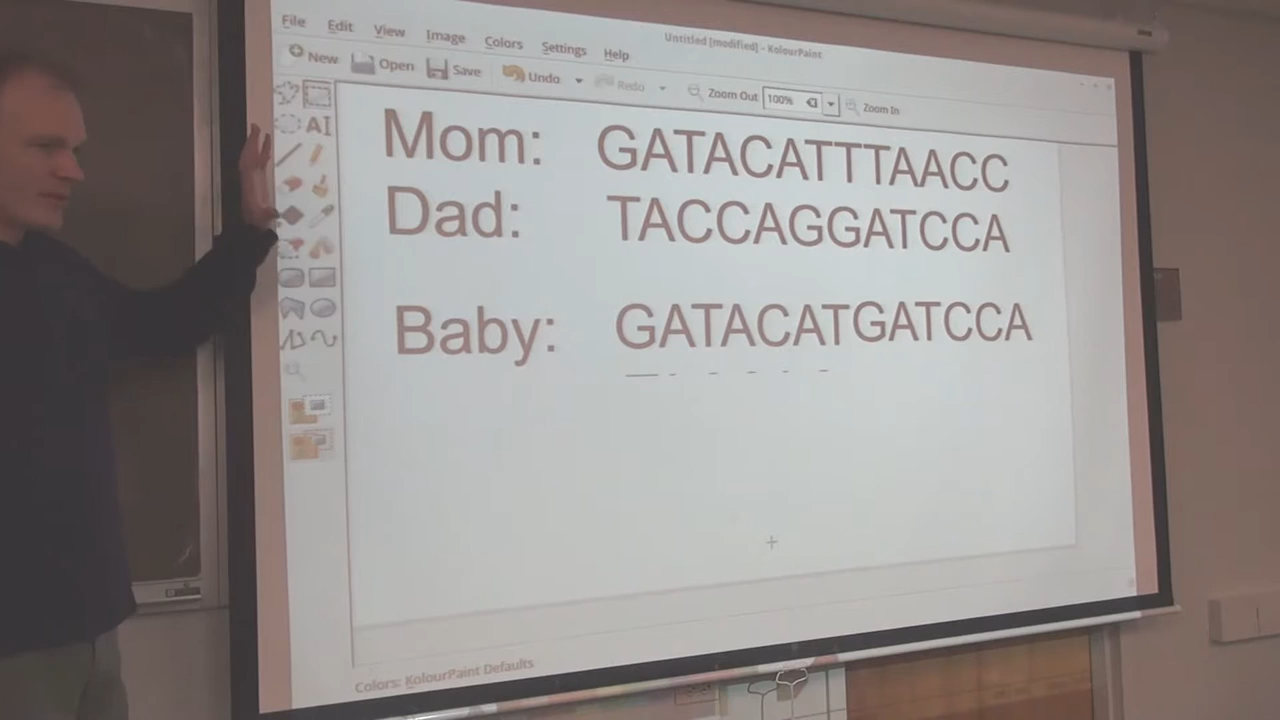 Untitled [modified] - KolourPaint
File Edit View Image Colors Settings Help
New Open Save Undo Redo Zoom Out 100% Zoom In
AI
Mom: GATACATTTAACC
Dad: TACCAGGATCCA
Baby: GATACATGATCCA
Colors: KolourPaint Defaults